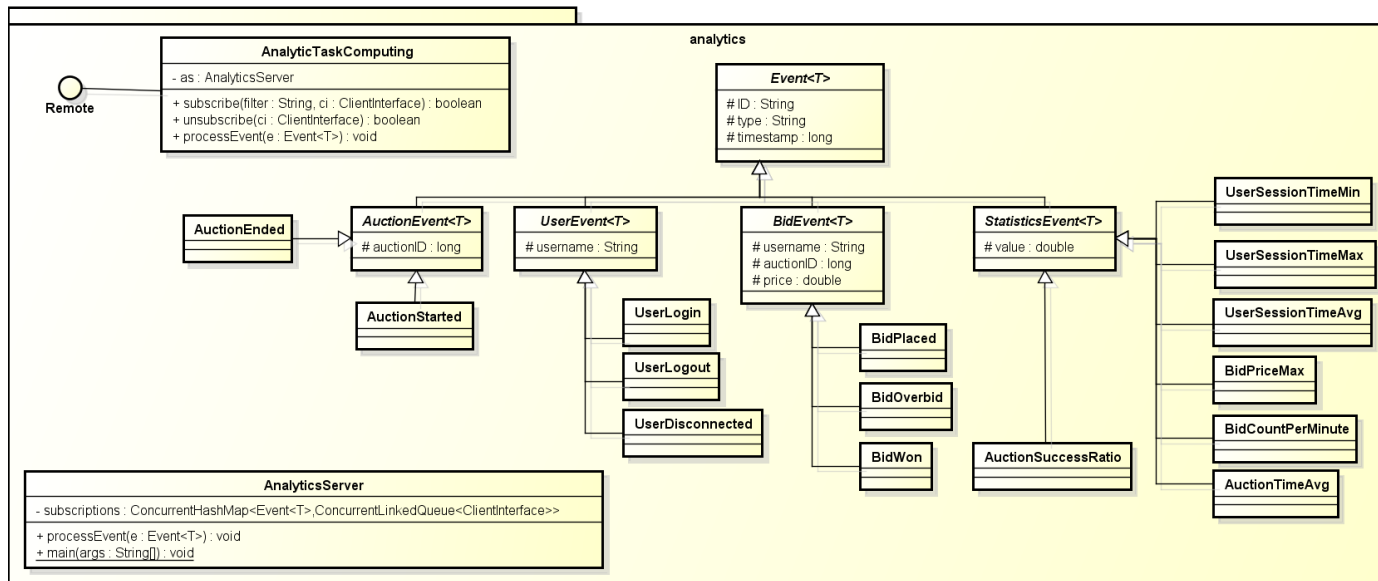 analytics
AnalyticTaskComputing
- as : AnalyticsServer
+ subscribe(filter : String, ci : ClientInterface) : boolean
+ unsubscribe(ci : ClientInterface) : boolean
+ processEvent(e : Event<T>) : void
Remote
Event<T>
# ID : String
# type : String
# timestamp : long
AuctionEnded
AuctionEvent<T>
# auctionID : long
AuctionStarted
UserEvent<T>
# username : String
UserLogin
UserLogout
UserDisconnected
BidEvent<T>
# username : String
# auctionID : long
# price : double
BidPlaced
BidOverbid
BidWon
StatisticsEvent<T>
# value : double
AuctionSuccessRatio
UserSessionTimeMin
UserSessionTimeMax
UserSessionTimeAvg
BidPriceMax
BidCountPerMinute
AuctionTimeAvg
AnalyticsServer
- subscriptions : ConcurrentHashMap<Event<T>,ConcurrentLinkedQueue<ClientInterface>>
+ processEvent(e : Event<T>) : void
+ main(args : String[]) : void